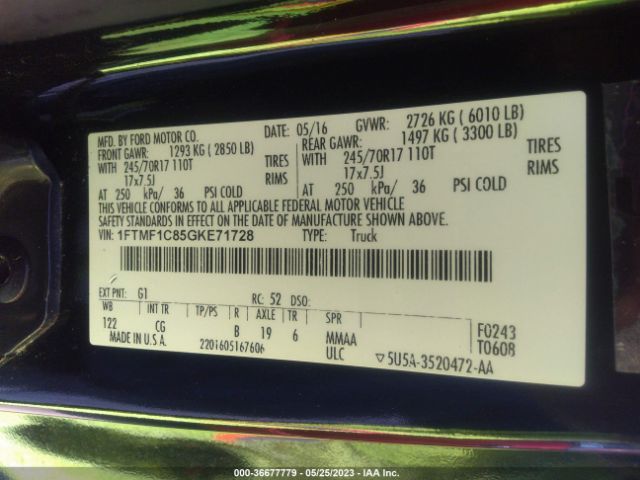 MFD. BY FORD MOTOR CO.
DATE: 05/16 GVWR: 2726 KG ( 6010 LB)
FRONT GAWR: 1293 KG ( 2850 LB)
REAR GAWR: 1497 KG ( 3300 LB)
WITH 245/70R17 110T TIRES
WITH 245/70R17 110T TIRES
17x7.5J RIMS
17x7.5J RIMS
AT 250 kPa/ 36 PSI COLD
AT 250 kPa/ 36 PSI COLD
THIS VEHICLE CONFORMS TO ALL APPLICABLE FEDERAL MOTOR VEHICLE
SAFETY STANDARDS IN EFFECT ON THE DATE OF MANUFACTURE SHOWN ABOVE.
VIN: 1FTMF1C85GKE71728 TYPE: Truck
EXT PNT: G1 RC: 52 DSO:
WB INT TR TP/PS R AXLE TR SPR
122 CG B 19 6 MMAA F0243
MADE IN U.S.A. 2201605167606 ULC T0608
▽5U5A-3520472-AA
000-36677779 - 05/25/2023 - IAA Inc.